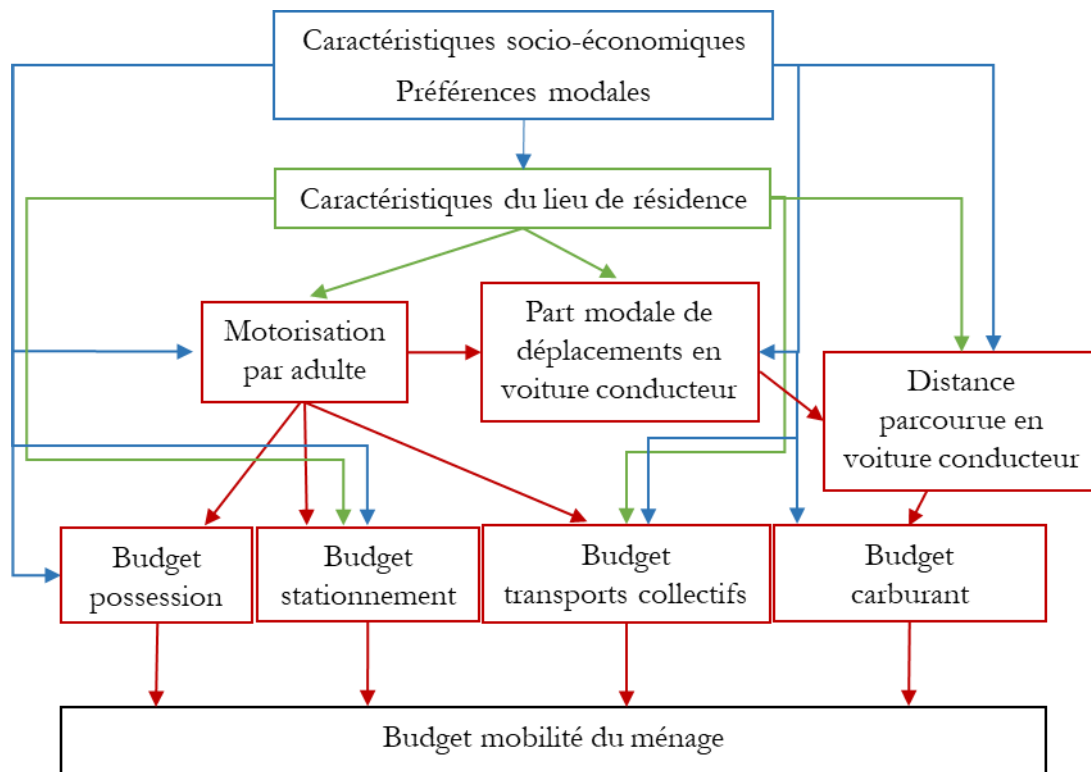 Caractéristiques socio-économiques
Préférences modales
Caractéristiques du lieu de résidence
Motorisation
par adulte
Part modale de
déplacements en
voiture conducteur
Distance
parcourue en
voiture conducteur
Budget
possession
Budget
stationnement
Budget
transports collectifs
Budget
carburant
Budget mobilité du ménage